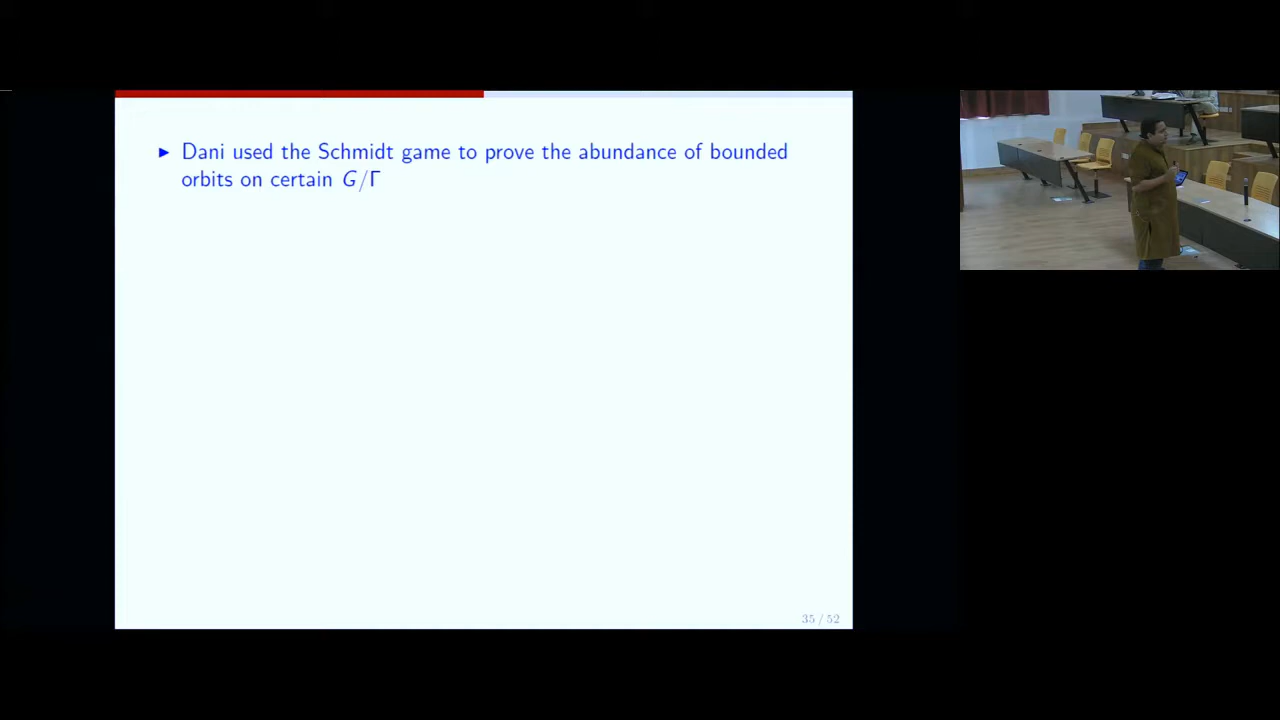 ▶ Dani used the Schmidt game to prove the abundance of bounded
orbits on certain G/Γ
35 / 52